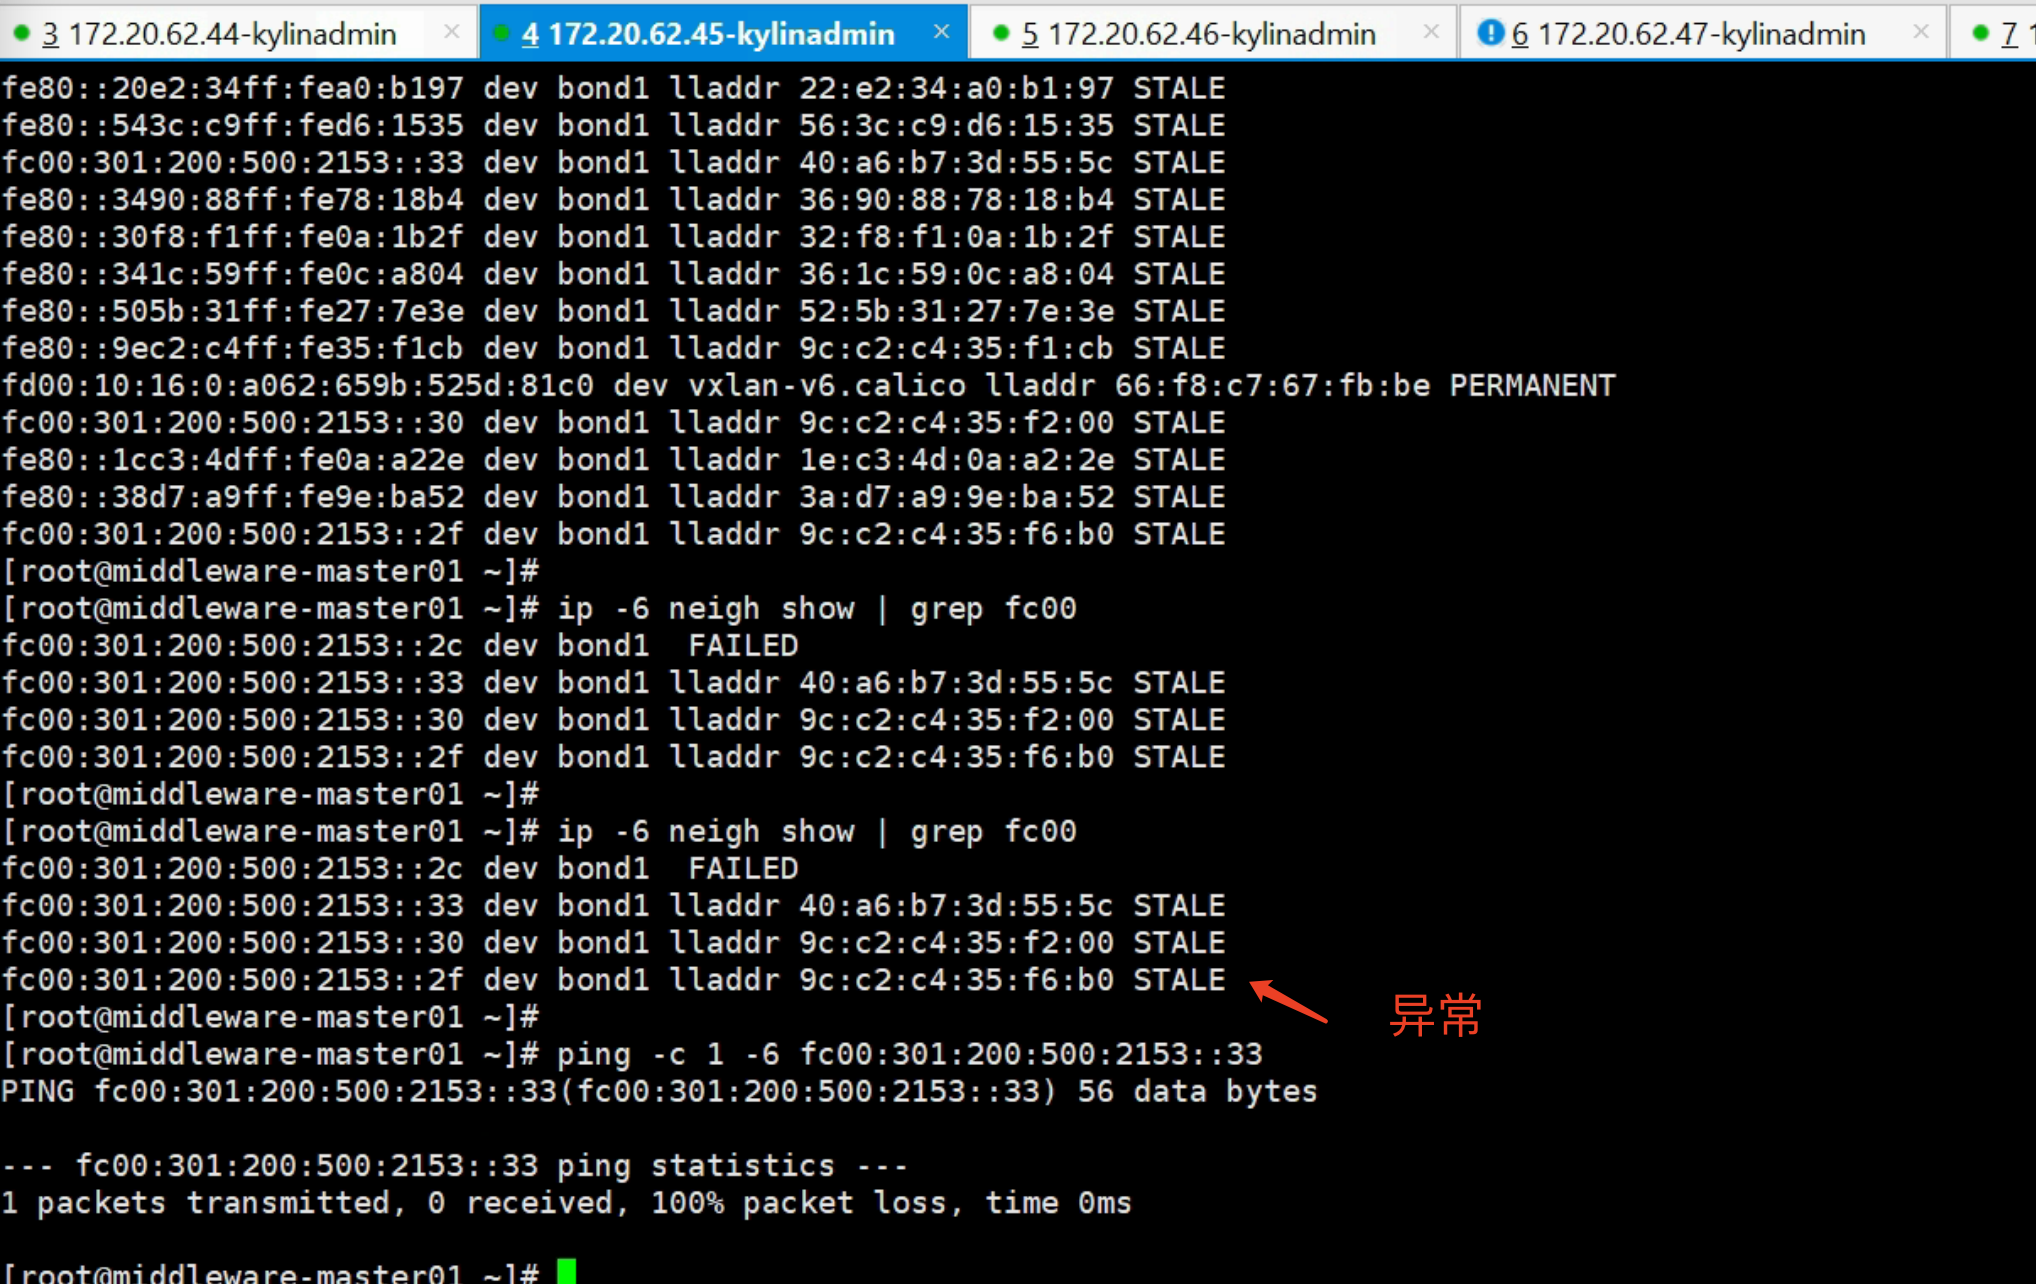 3 172.20.62.44-kylinadmin × 4 172.20.62.45-kylinadmin × 5 172.20.62.46-kylinadmin × 6 172.20.62.47-kylinadmin × 7
fe80::20e2:34ff:fea0:b197 dev bond1 lladdr 22:e2:34:a0:b1:97 STALE
fe80::543c:c9ff:fed6:1535 dev bond1 lladdr 56:3c:c9:d6:15:35 STALE
fc00:301:200:500:2153::33 dev bond1 lladdr 40:a6:b7:3d:55:5c STALE
fe80::3490:88ff:fe78:18b4 dev bond1 lladdr 36:90:88:78:18:b4 STALE
fe80::30f8:f1ff:fe0a:1b2f dev bond1 lladdr 32:f8:f1:0a:1b:2f STALE
fe80::341c:59ff:fe0c:a804 dev bond1 lladdr 36:1c:59:0c:a8:04 STALE
fe80::505b:31ff:fe27:7e3e dev bond1 lladdr 52:5b:31:27:7e:3e STALE
fe80::9ec2:c4ff:fe35:f1cb dev bond1 lladdr 9c:c2:c4:35:f1:cb STALE
fd00:10:16:0:a062:659b:525d:81c0 dev vxlan-v6.calico lladdr 66:f8:c7:67:fb:be PERMANENT
fc00:301:200:500:2153::30 dev bond1 lladdr 9c:c2:c4:35:f2:00 STALE
fe80::1cc3:4dff:fe0a:a22e dev bond1 lladdr 1e:c3:4d:0a:a2:2e STALE
fe80::38d7:a9ff:fe9e:ba52 dev bond1 lladdr 3a:d7:a9:9e:ba:52 STALE
fc00:301:200:500:2153::2f dev bond1 lladdr 9c:c2:c4:35:f6:b0 STALE
[root@middleware-master01 ~]#
[root@middleware-master01 ~]# ip -6 neigh show | grep fc00
fc00:301:200:500:2153::2c dev bond1  FAILED
fc00:301:200:500:2153::33 dev bond1 lladdr 40:a6:b7:3d:55:5c STALE
fc00:301:200:500:2153::30 dev bond1 lladdr 9c:c2:c4:35:f2:00 STALE
fc00:301:200:500:2153::2f dev bond1 lladdr 9c:c2:c4:35:f6:b0 STALE
[root@middleware-master01 ~]#
[root@middleware-master01 ~]# ip -6 neigh show | grep fc00
fc00:301:200:500:2153::2c dev bond1  FAILED
fc00:301:200:500:2153::33 dev bond1 lladdr 40:a6:b7:3d:55:5c STALE
fc00:301:200:500:2153::30 dev bond1 lladdr 9c:c2:c4:35:f2:00 STALE
fc00:301:200:500:2153::2f dev bond1 lladdr 9c:c2:c4:35:f6:b0 STALE
异常
[root@middleware-master01 ~]#
[root@middleware-master01 ~]# ping -c 1 -6 fc00:301:200:500:2153::33
PING fc00:301:200:500:2153::33(fc00:301:200:500:2153::33) 56 data bytes
--- fc00:301:200:500:2153::33 ping statistics ---
1 packets transmitted, 0 received, 100% packet loss, time 0ms
[root@middleware-master01 ~]#